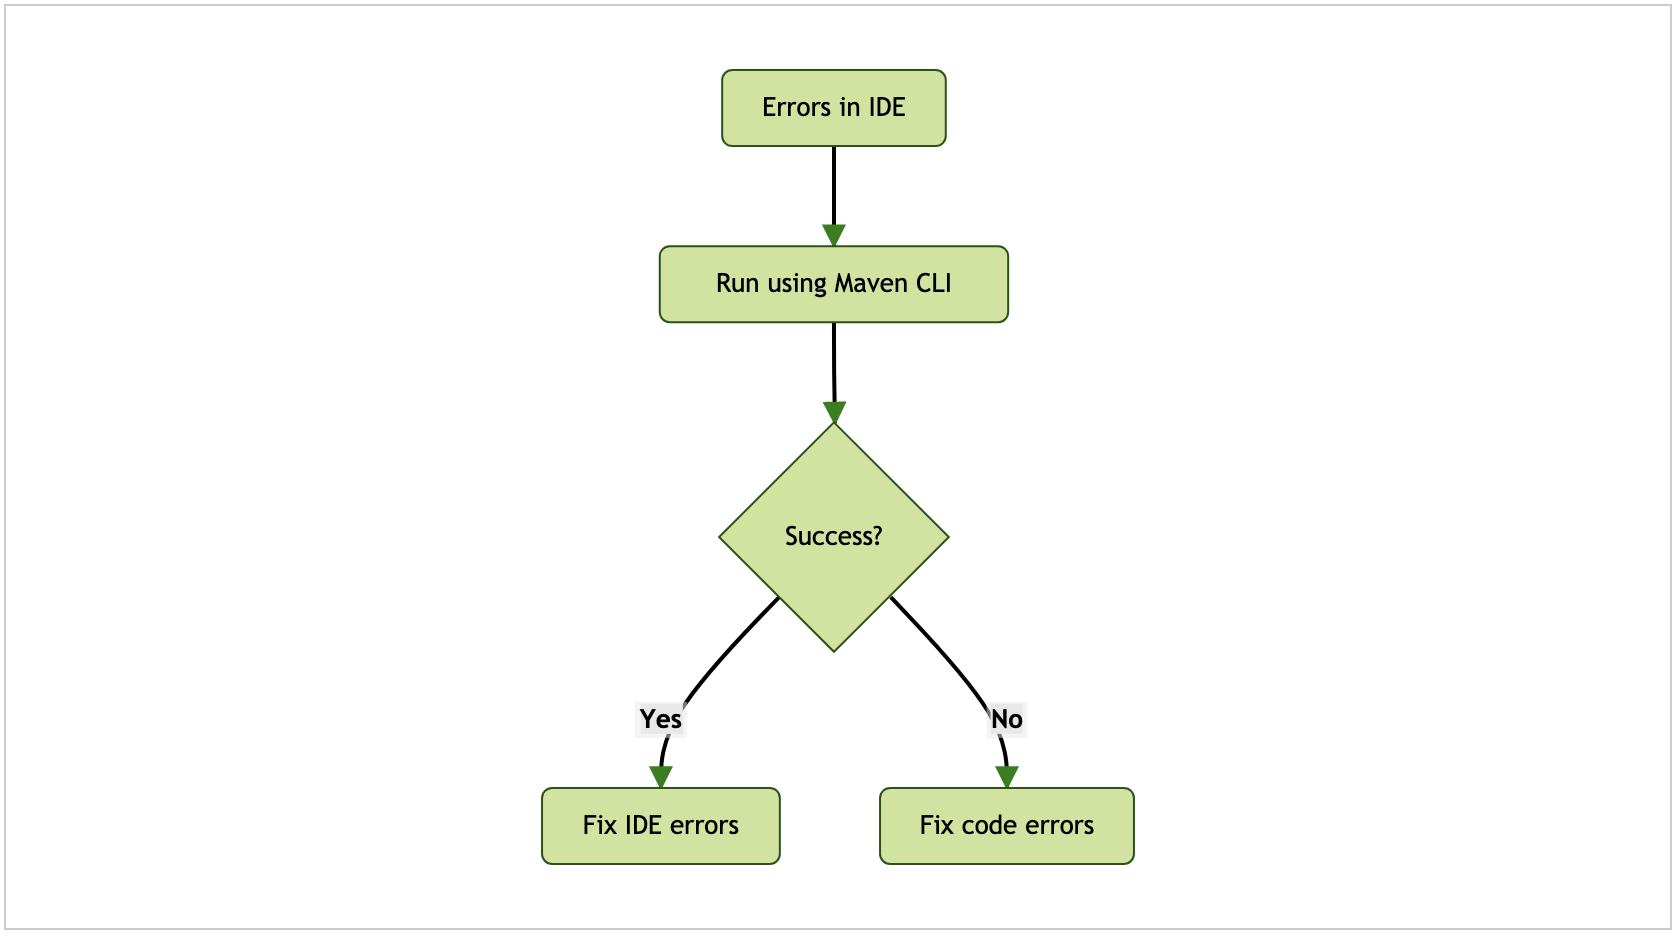 Errors in IDE
Run using Maven CLI
Success?
Yes
No
Fix IDE errors
Fix code errors